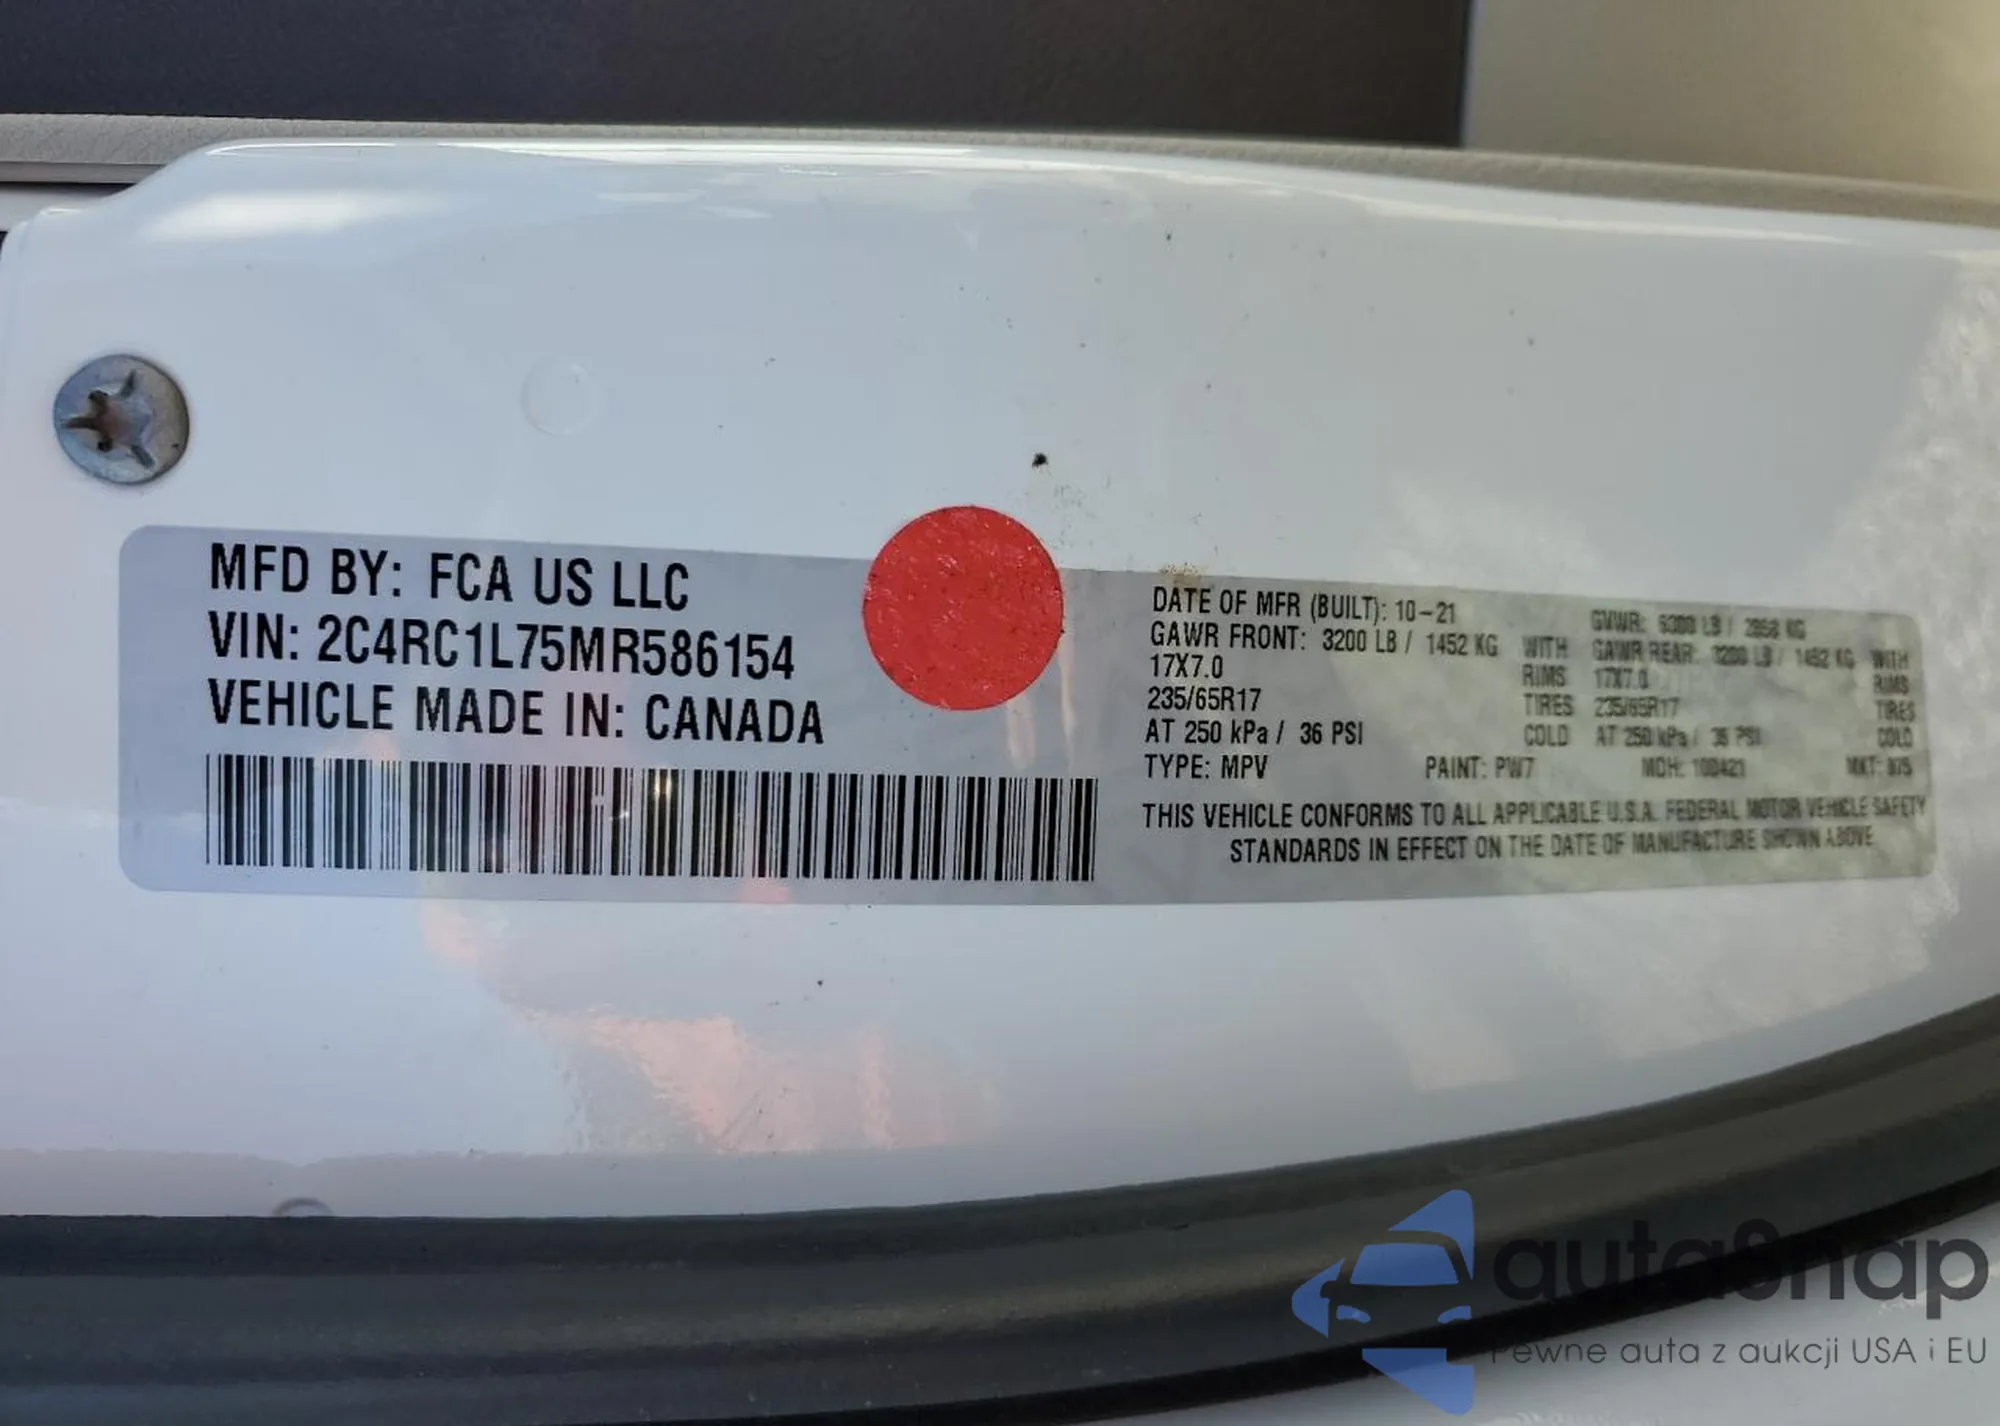 MFD BY: FCA US LLC
VIN: 2C4RC1L75MR586154
VEHICLE MADE IN: CANADA
DATE OF MFR (BUILT): 10-21 GVWR: 6300 LB / 2858 KG
GAWR FRONT: 3200 LB / 1452 KG WITH GAWR REAR: 3200 LB / 1452 KG WITH
17X7.0 RIMS 17X7.0 RIMS
235/65R17 TIRES 235/65R17 TIRES
AT 250 kPa / 36 PSI COLD AT 250 kPa / 36 PSI COLD
TYPE: MPV PAINT: PW7 MDH: MKT:
THIS VEHICLE CONFORMS TO ALL APPLICABLE U.S.A. FEDERAL MOTOR VEHICLE SAFETY
STANDARDS IN EFFECT ON THE DATE OF MANUFACTURE SHOWN ABOVE
autaSnap
Pewne auta z aukcji USA i EU